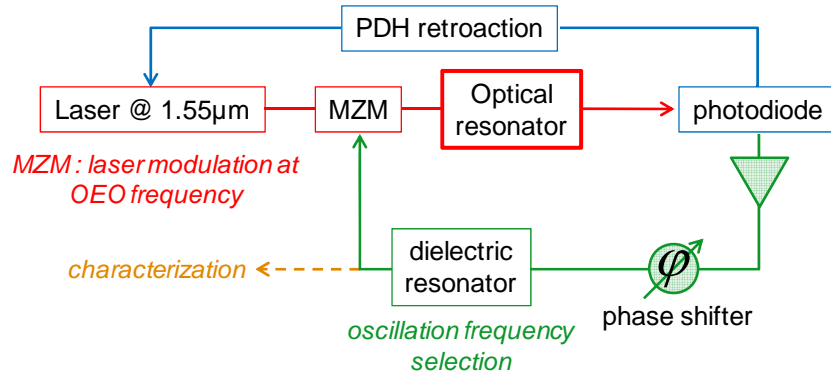 PDH retroaction
Laser @ 1.55µm
MZM
Optical
resonator
photodiode
MZM : laser modulation at
OEO frequency
characterization
dielectric
resonator
φ
phase shifter
oscillation frequency
selection